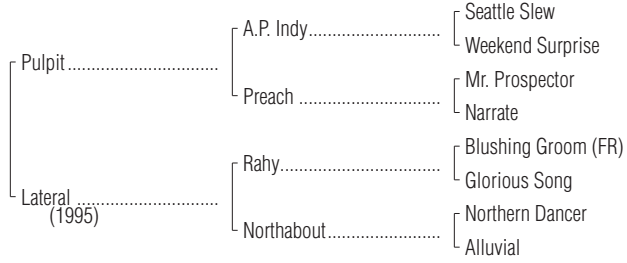 Seattle Slew
A.P. Indy
Weekend Surprise
Pulpit
Mr. Prospector
Preach
Narrate
Blushing Groom (FR)
Rahy
Glorious Song
Lateral
(1995)
Northern Dancer
Northabout
Alluvial